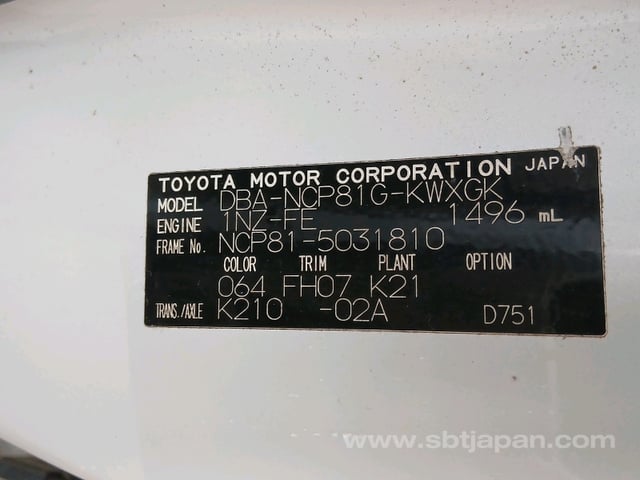 TOYOTA MOTOR CORPORATION JAPAN
MODEL DBA-NCP81G-KWXGK
ENGINE 1NZ-FE 1496 mL
FRAME No. NCP81-5031810
COLOR TRIM PLANT OPTION
064 FH07 K21
TRANS./AXLE K210 -02A D751
www.sbtjapan.com